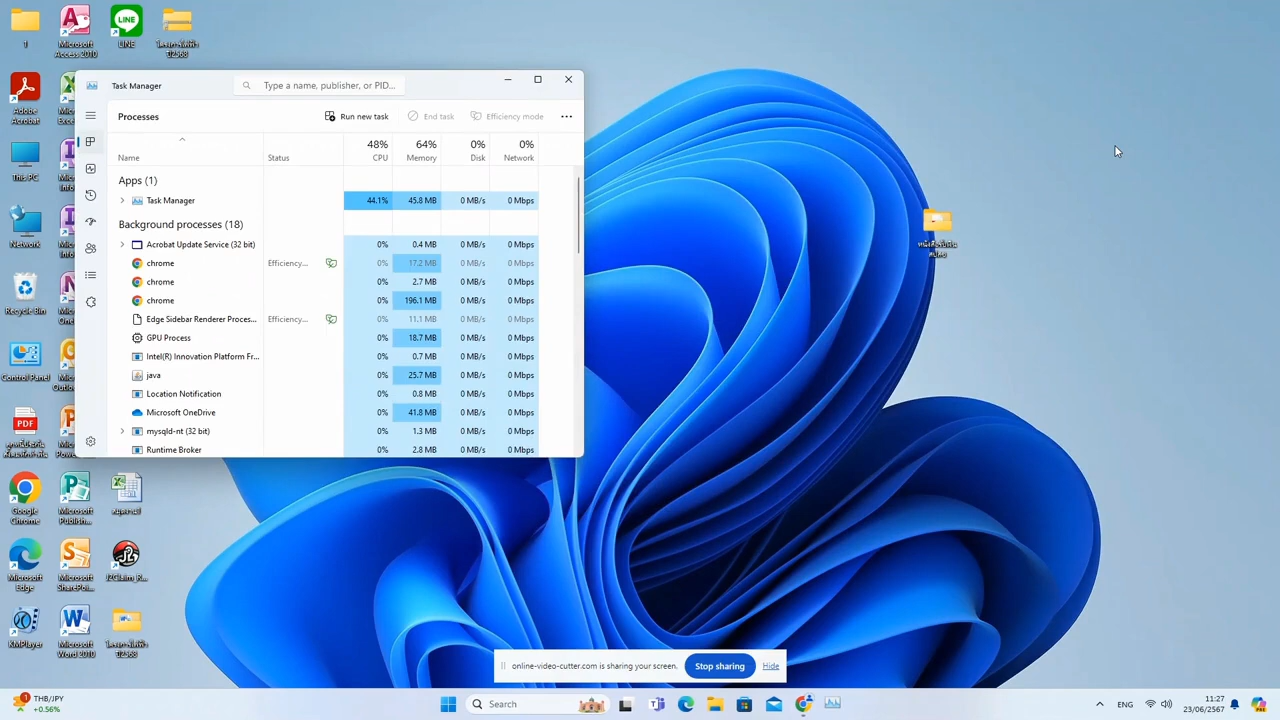 1
Microsoft
Access 2010
LINE
ปี2568
Adobe
Acrobat
This PC
Network
Recycle Bin
Control Panel
Google
Chrome
Microsoft
Publish...
Microsoft
Edge
Microsoft
SharePoi...
J2Claim_R...
KMPlayer
Microsoft
Word 2010
ปี2568
Task Manager
Type a name, publisher, or PID...
Processes
Run new task
End task
Efficiency mode
Name
Status
48%
CPU
64%
Memory
0%
Disk
0%
Network
Apps (1)
Task Manager 44.1% 45.8 MB 0 MB/s 0 Mbps
Background processes (18)
Acrobat Update Service (32 bit) 0% 0.4 MB 0 MB/s 0 Mbps
chrome Efficiency... 0% 17.2 MB 0 MB/s 0 Mbps
chrome 0% 2.7 MB 0 MB/s 0 Mbps
chrome 0% 196.1 MB 0 MB/s 0 Mbps
Edge Sidebar Renderer Proces... Efficiency... 0% 11.1 MB 0 MB/s 0 Mbps
GPU Process 0% 18.7 MB 0 MB/s 0 Mbps
Intel(R) Innovation Platform Fr... 0% 0.7 MB 0 MB/s 0 Mbps
java 0% 25.7 MB 0 MB/s 0 Mbps
Location Notification 0% 0.8 MB 0 MB/s 0 Mbps
Microsoft OneDrive 0% 41.8 MB 0 MB/s 0 Mbps
mysqld-nt (32 bit) 0% 1.3 MB 0 MB/s 0 Mbps
Runtime Broker 0% 2.8 MB 0 MB/s 0 Mbps
online-video-cutter.com is sharing your screen.
Stop sharing
Hide
THB/JPY
+0.56%
Search
ENG
11:27
23/06/2567